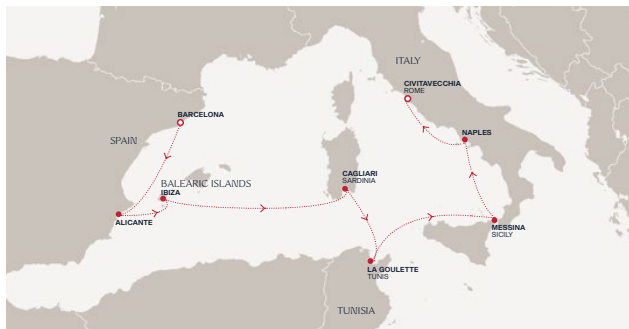 ITALY
CIVITAVECCHIA
ROME
BARCELONA
NAPLES
SPAIN
CAGLIARI
SARDINIA
BALEARIC ISLANDS
IBIZA
ALICANTE
MESSINA
SICILY
LA GOULETTE
TUNIS
TUNISIA